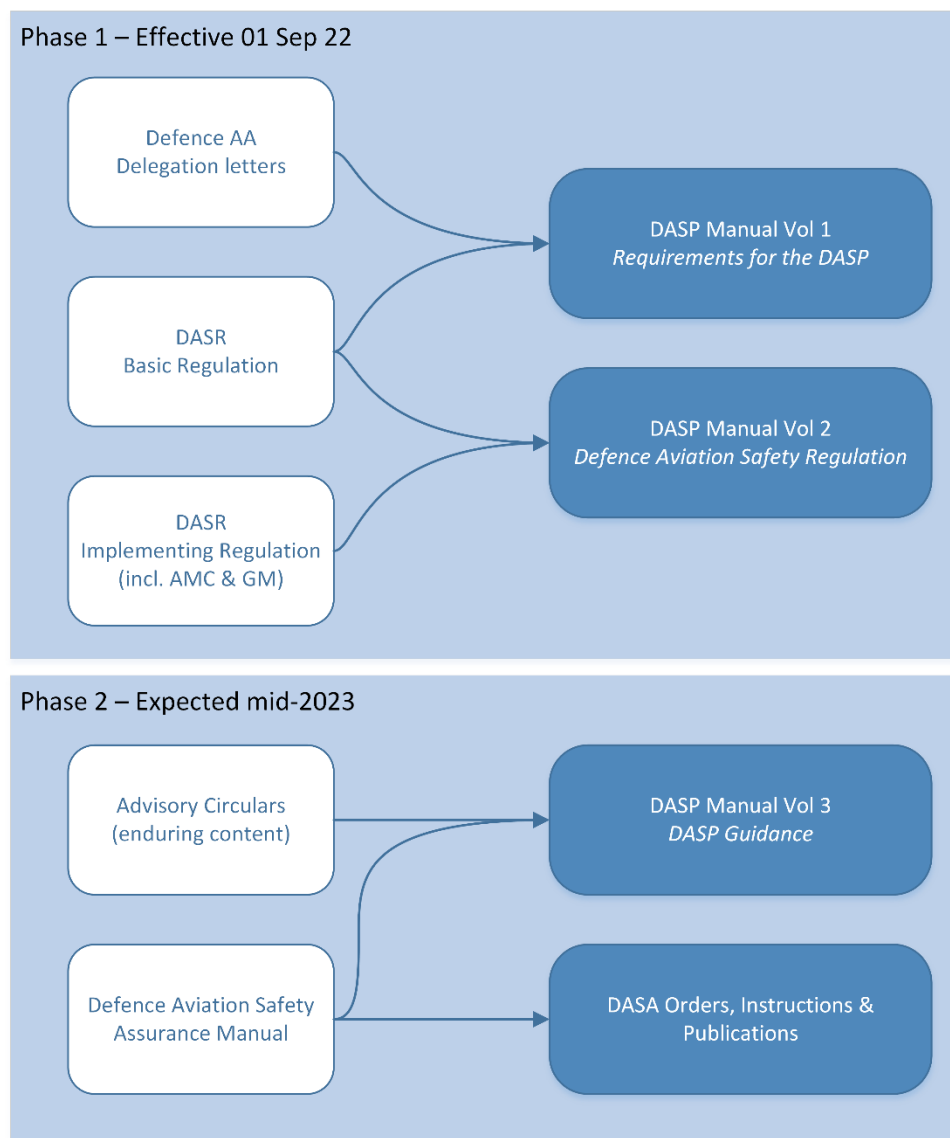 Phase 1 – Effective 01 Sep 22
Defence AA
Delegation letters
DASP Manual Vol 1
Requirements for the DASP
DASR
Basic Regulation
DASP Manual Vol 2
Defence Aviation Safety Regulation
DASR
Implementing Regulation
(incl. AMC & GM)
Phase 2 – Expected mid-2023
Advisory Circulars
(enduring content)
DASP Manual Vol 3
DASP Guidance
Defence Aviation Safety
Assurance Manual
DASA Orders, Instructions &
Publications